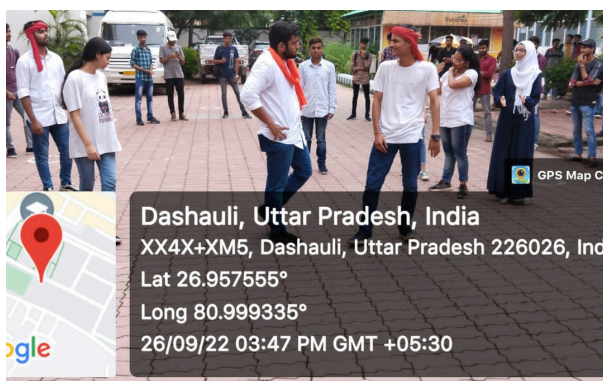 GPS Map C
Dashauli, Uttar Pradesh, India
XX4X+XM5, Dashauli, Uttar Pradesh 226026, Ind
Lat 26.957555°
Long 80.999335°
26/09/22 03:47 PM GMT +05:30
ogle